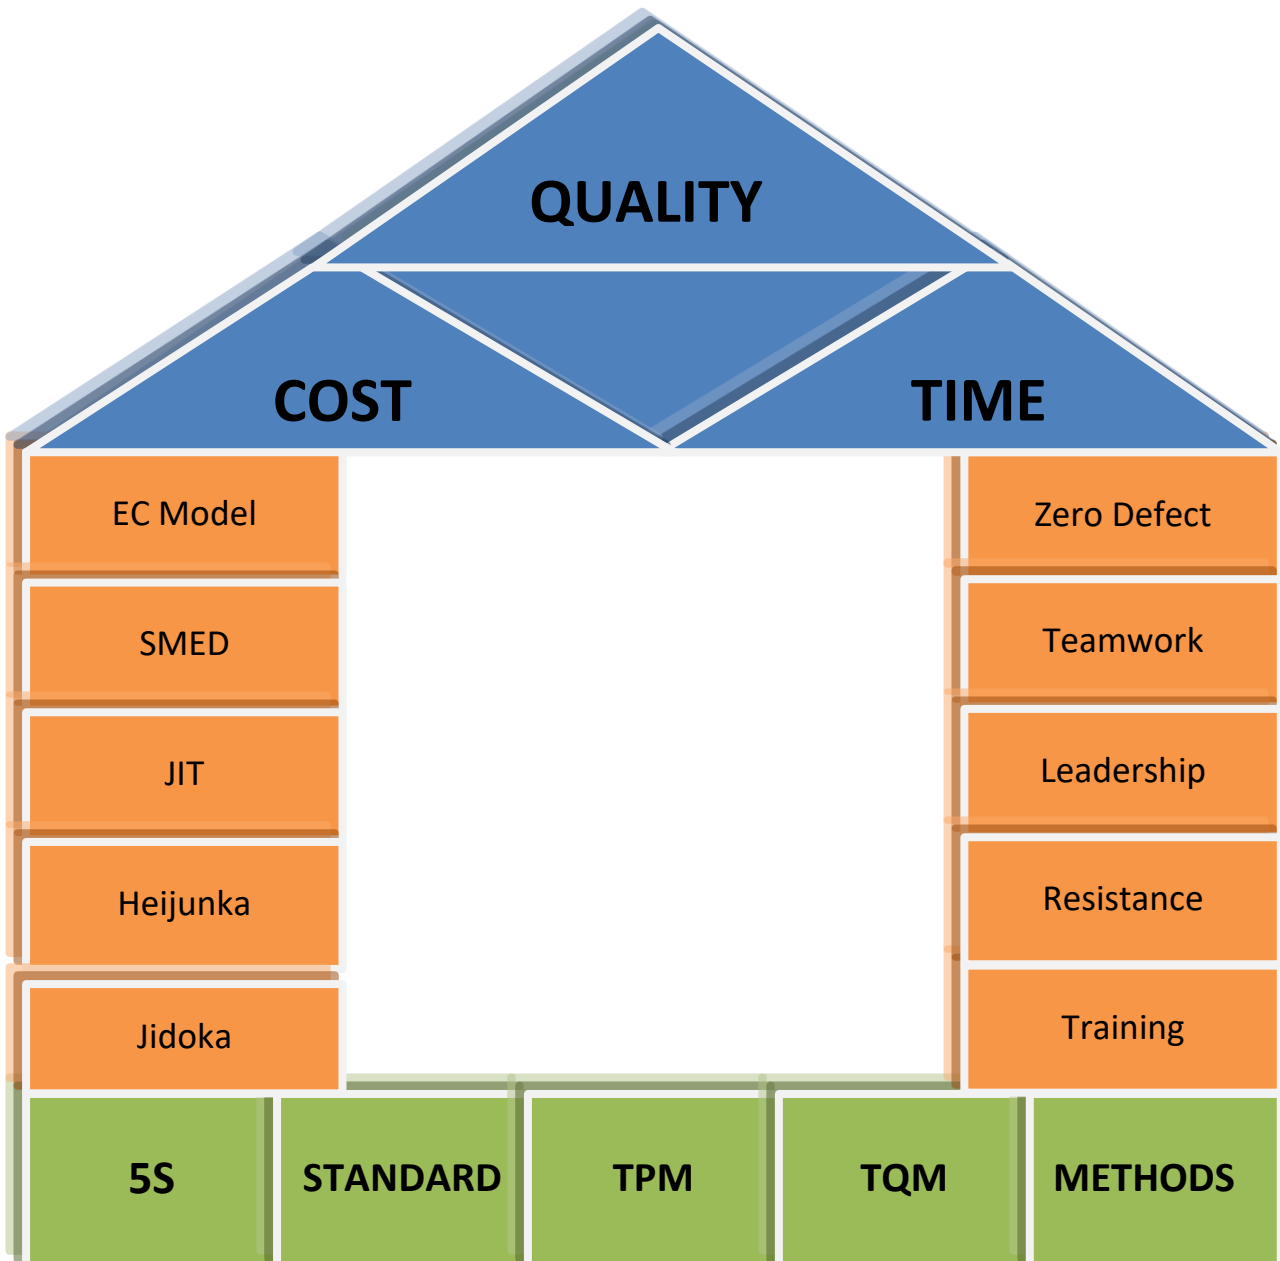 QUALITY
COST
TIME
EC Model
Zero Defect
SMED
Teamwork
JIT
Leadership
Heijunka
Resistance
Jidoka
Training
5S
STANDARD
TPM
TQM
METHODS